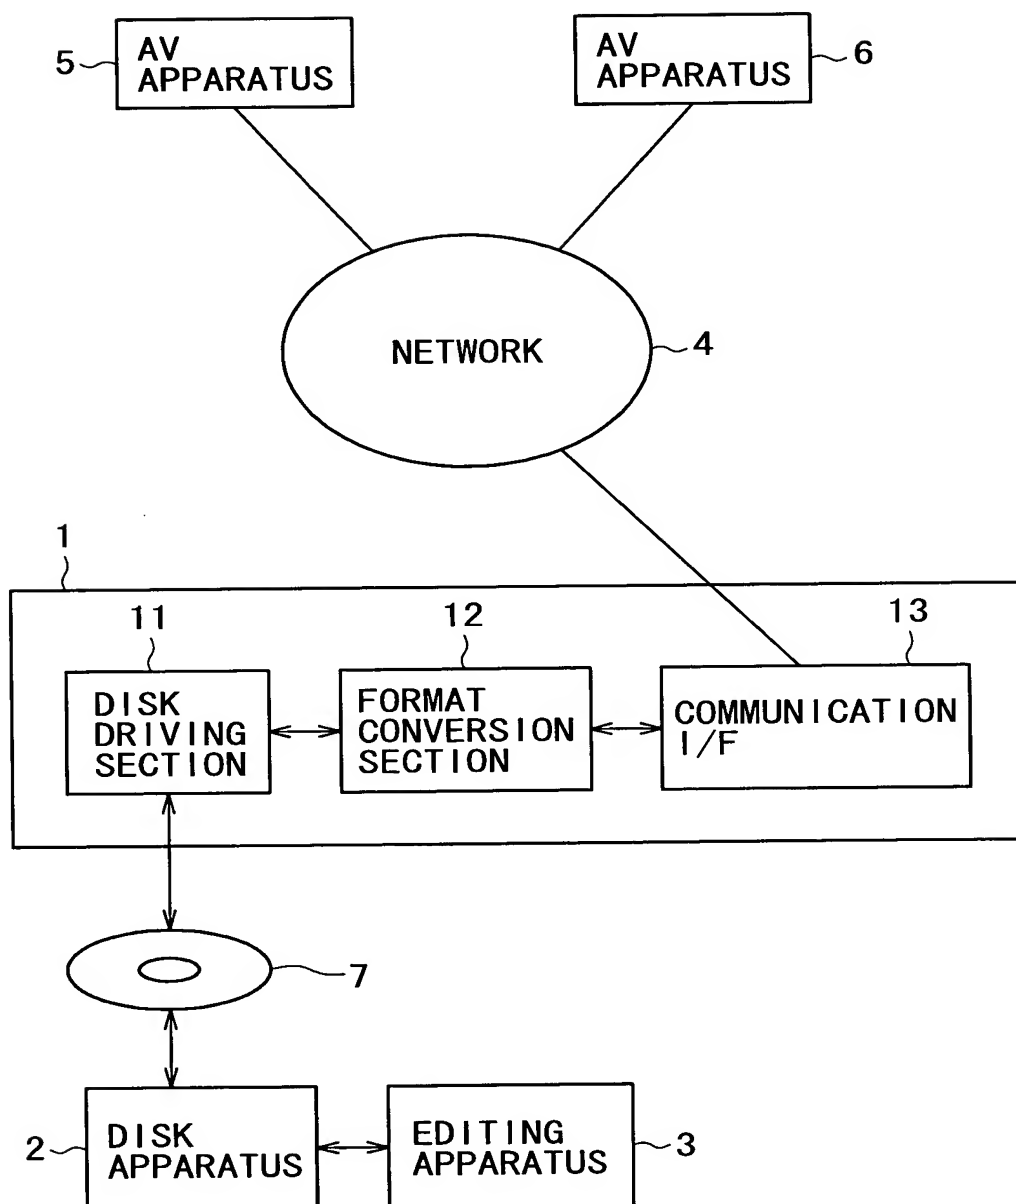 5
AV
APPARATUS
AV
APPARATUS
6
NETWORK
4
1
11
12
13
DISK
DRIVING
SECTION
FORMAT
CONVERSION
SECTION
COMMUNICATION
I/F
7
2
DISK
APPARATUS
EDITING
APPARATUS
3